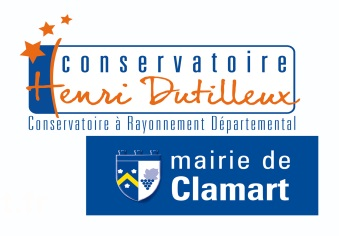 conservatoire
Henri Dutilleux
Conservatoire à Rayonnement Départemental
mairie de
Clamart